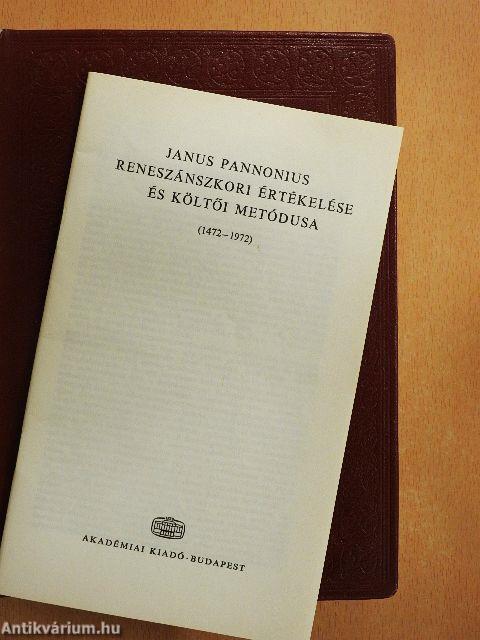 JANUS PANNONIUS
RENESZÁNSZKORI ÉRTÉKELÉSE
ÉS KÖLTŐI METÓDUSA
(1472–1972)
AKADÉMIAI KIADÓ·BUDAPEST
Antikvárium.hu